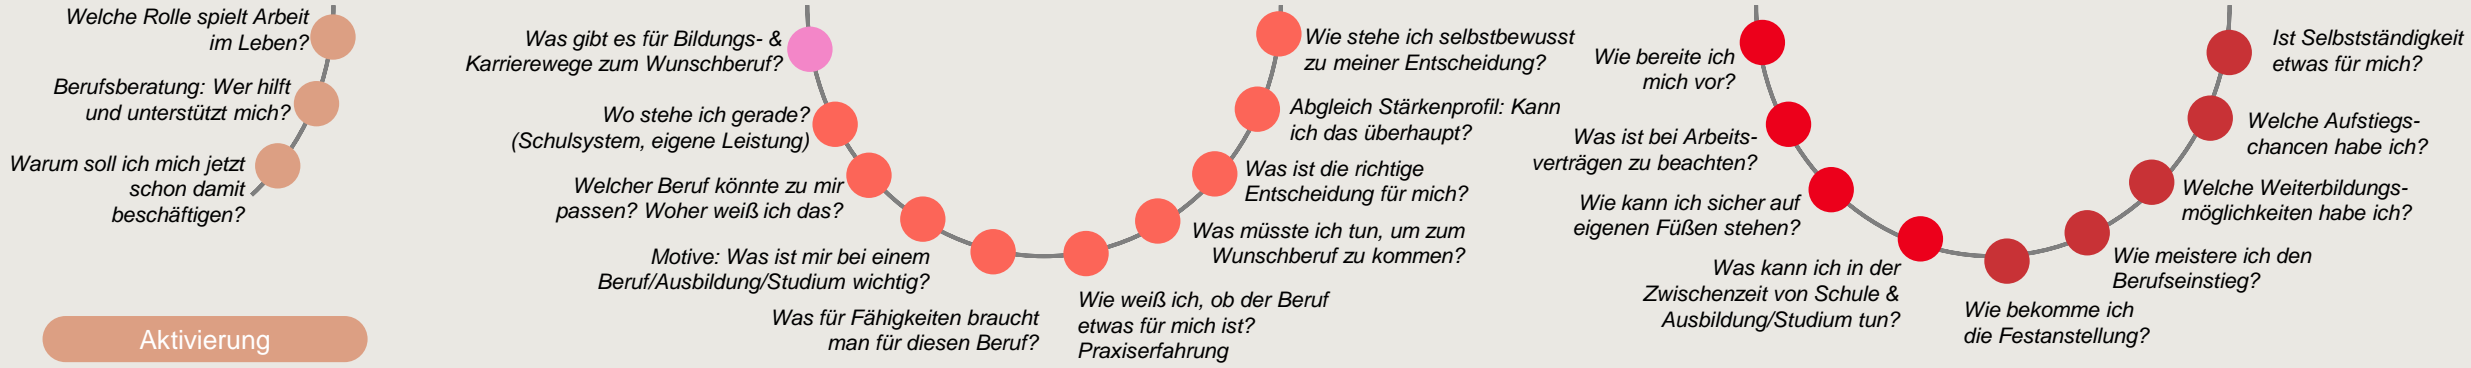 Welche Rolle spielt Arbeit
im Leben?
Berufsberatung: Wer hilft
und unterstützt mich?
Warum soll ich mich jetzt
schon damit
beschäftigen?
Aktivierung
Was gibt es für Bildungs- &
Karrierewege zum Wunschberuf?
Wo stehe ich gerade?
(Schulsystem, eigene Leistung)
Welcher Beruf könnte zu mir
passen? Woher weiß ich das?
Motive: Was ist mir bei einem
Beruf/Ausbildung/Studium wichtig?
Was für Fähigkeiten braucht
man für diesen Beruf?
Wie weiß ich, ob der Beruf
etwas für mich ist?
Praxiserfahrung
Was müsste ich tun, um zum
Wunschberuf zu kommen?
Was ist die richtige
Entscheidung für mich?
Abgleich Stärkenprofil: Kann
ich das überhaupt?
Wie stehe ich selbstbewusst
zu meiner Entscheidung?
Wie bereite ich
mich vor?
Was ist bei Arbeits-
verträgen zu beachten?
Wie kann ich sicher auf
eigenen Füßen stehen?
Was kann ich in der
Zwischenzeit von Schule &
Ausbildung/Studium tun?
Wie bekomme ich
die Festanstellung?
Wie meistere ich den
Berufseinstieg?
Welche Weiterbildungs-
möglichkeiten habe ich?
Welche Aufstiegs-
chancen habe ich?
Ist Selbstständigkeit
etwas für mich?